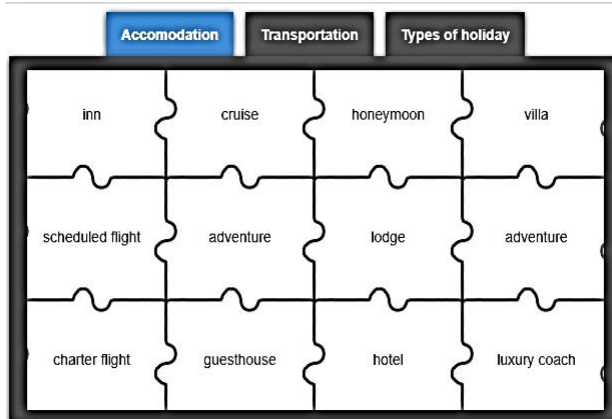 Accomodation Transportation Types of holiday
inn cruise honeymoon villa
scheduled flight adventure lodge adventure
charter flight guesthouse hotel luxury coach